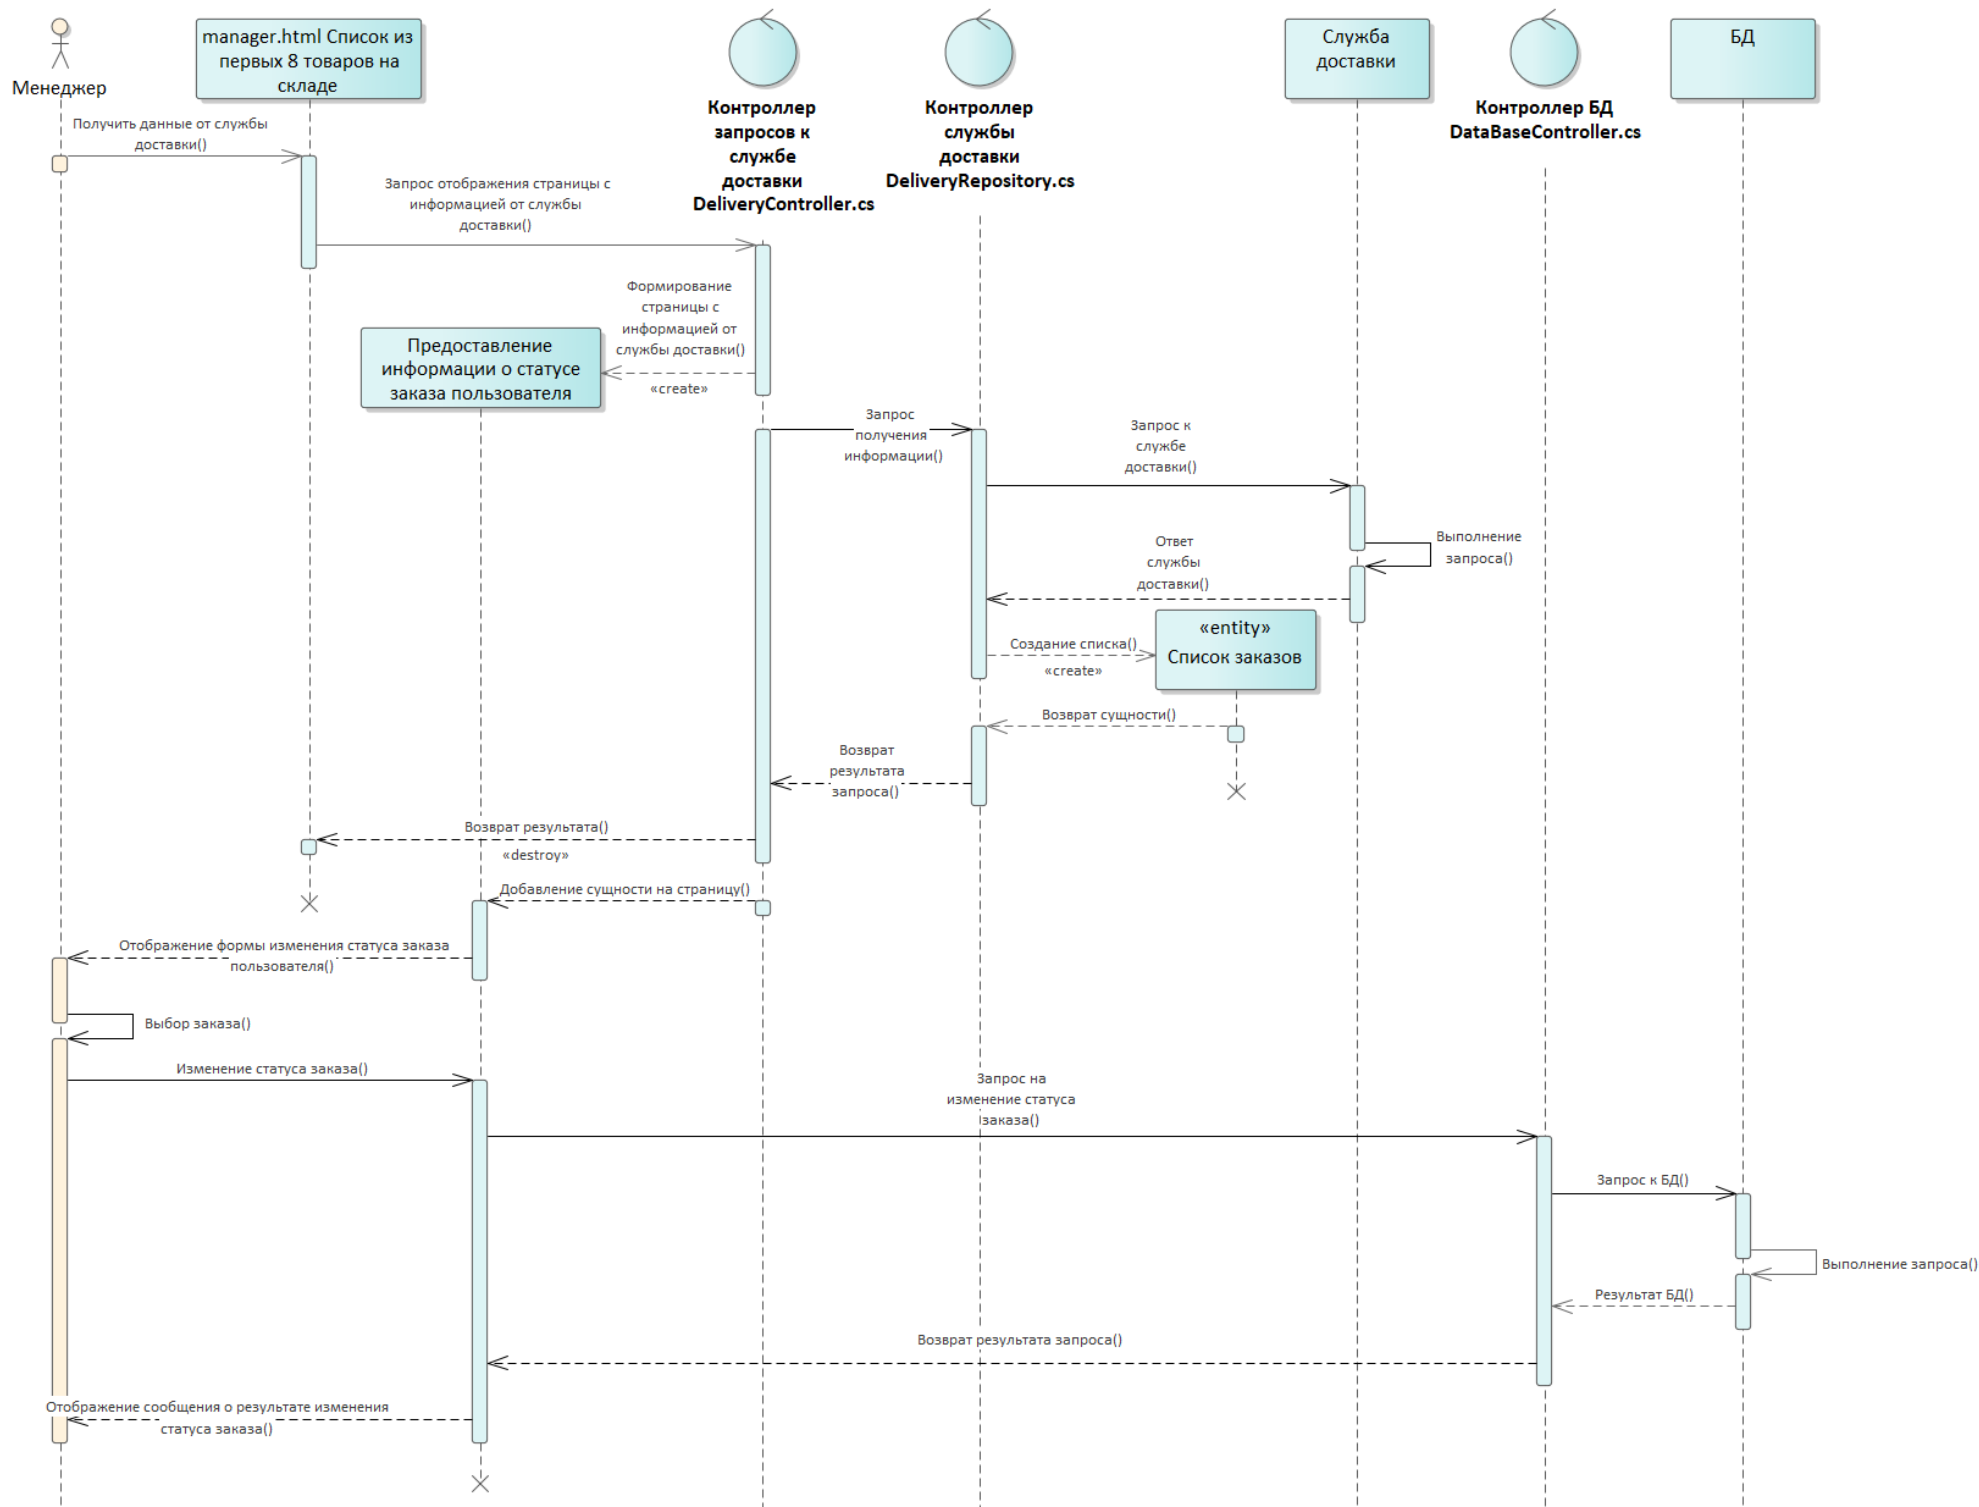 Менеджер
manager.html Список из
первых 8 товаров на
складе
Контроллер
запросов к
службе
доставки
DeliveryController.cs
Контроллер
службы
доставки
DeliveryRepository.cs
Служба
доставки
Контроллер БД
DataBaseController.cs
БД
Получить данные от службы
доставки()
Запрос отображения страницы с
информацией от службы
доставки()
Формирование
страницы с
информацией от
службы доставки()
«create»
Предоставление
информации о статусе
заказа пользователя
Запрос
получения
информации()
Запрос к
службе
доставки()
Выполнение
запроса()
Ответ
службы
доставки()
Создание списка()
«create»
«entity»
Список заказов
Возврат сущности()
Возврат
результата
запроса()
Возврат результата()
«destroy»
Добавление сущности на страницу()
Отображение формы изменения статуса заказа
пользователя()
Выбор заказа()
Изменение статуса заказа()
Запрос на
изменение статуса
заказа()
Запрос к БД()
Выполнение запроса()
Результат БД()
Возврат результата запроса()
Отображение сообщения о результате изменения
статуса заказа()